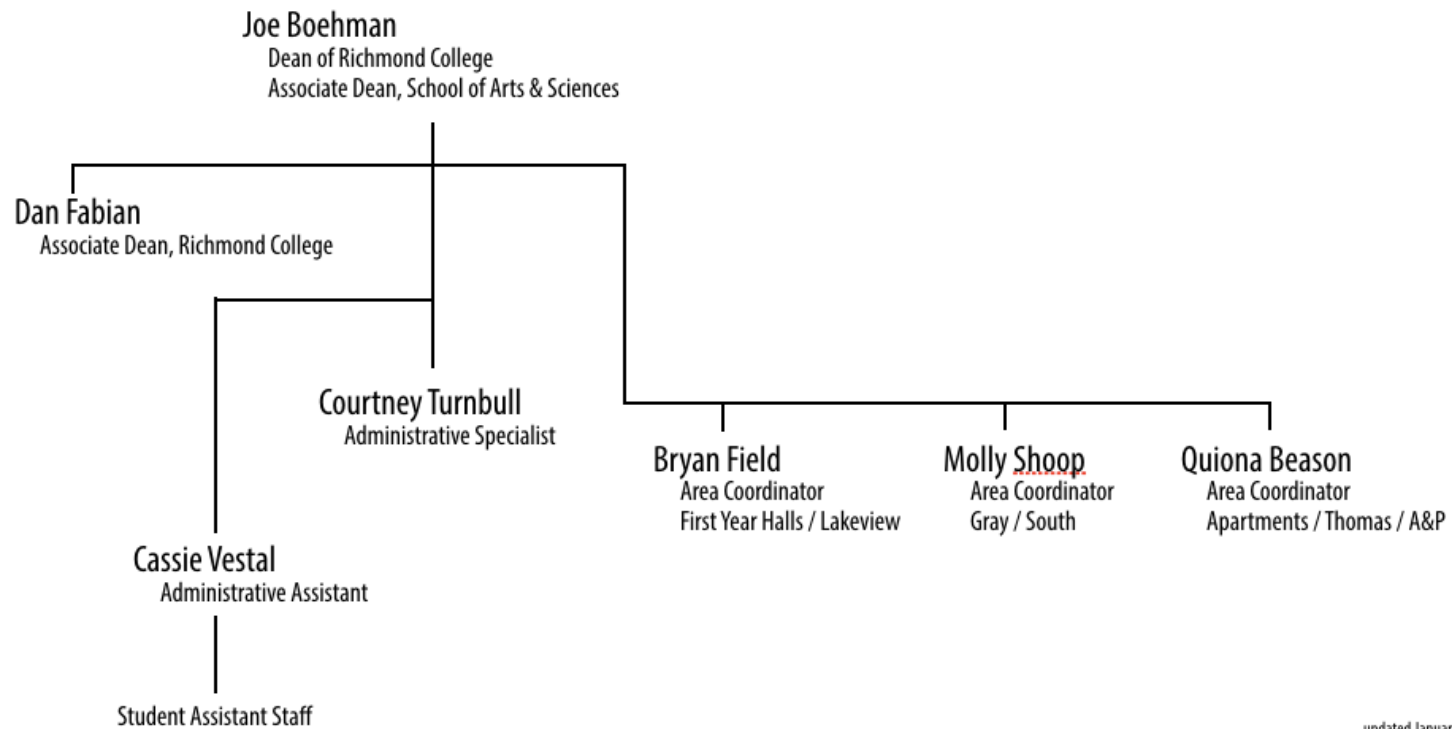 Joe Boehman
Dean of Richmond College
Associate Dean, School of Arts & Sciences
Dan Fabian
Associate Dean, Richmond College
Courtney Turnbull
Administrative Specialist
Bryan Field
Area Coordinator
First Year Halls / Lakeview
Molly Shoop
Area Coordinator
Gray / South
Quiona Beason
Area Coordinator
Apartments / Thomas / A&P
Cassie Vestal
Administrative Assistant
Student Assistant Staff
updated